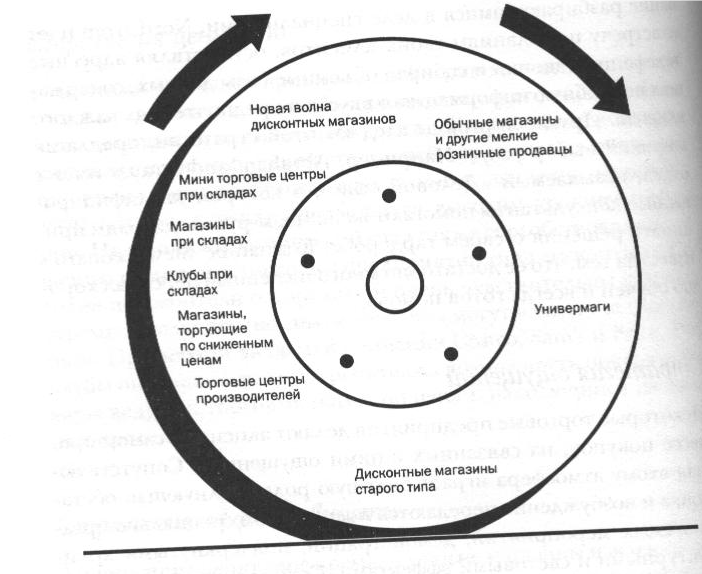 Новая волна
дисконтных магазинов
Обычные магазины
и другие мелкие
розничные продавцы
Мини торговые центры
при складах
Магазины
при складах
Клубы при
складах
Магазины,
торгующие
по сниженным
ценам
Универмаги
Торговые центры
производителей
Дисконтные магазины
старого типа